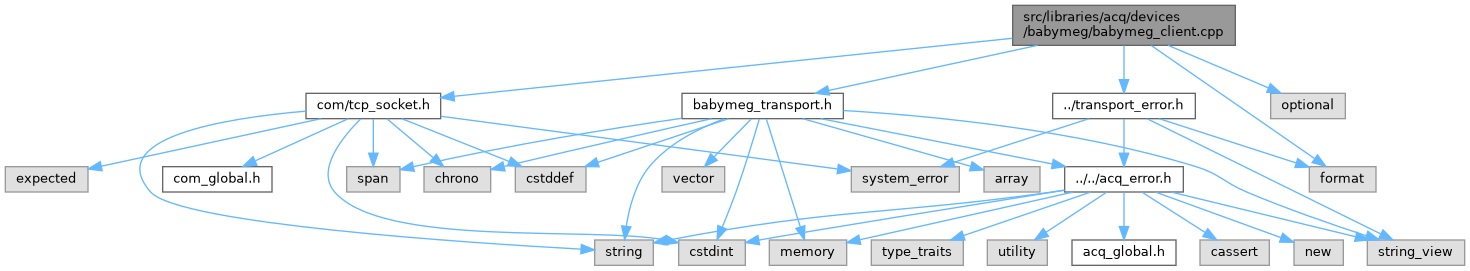 src/libraries/acq/devices
/babymeg/babymeg_client.cpp
com/tcp_socket.h
babymeg_transport.h
../transport_error.h
optional
expected
com_global.h
span
chrono
cstddef
vector
system_error
array
../../acq_error.h
format
string
cstdint
memory
type_traits
utility
acq_global.h
cassert
new
string_view